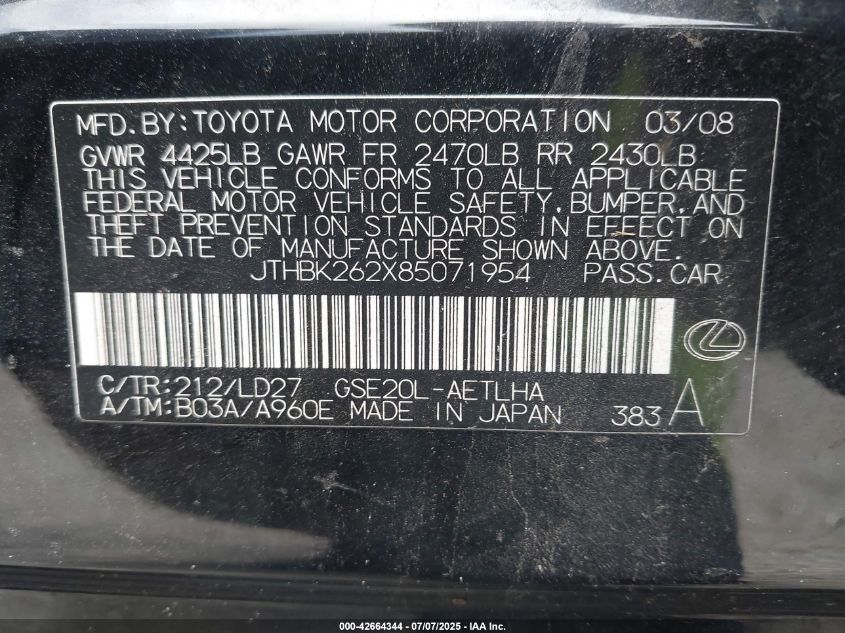 MFD.BY:TOYOTA MOTOR CORPORATION 03/08
GVWR 4425LB GAWR FR 2470LB RR 2430LB
THIS VEHICLE CONFORMS TO ALL APPLICABLE
FEDERAL MOTOR VEHICLE SAFETY,BUMPER,AND
THEFT PREVENTION STANDARDS IN EFFECT ON
THE DATE OF MANUFACTURE SHOWN ABOVE.
JTHBK262X85071954 PASS.CAR
C/TR:212/LD27 GSE20L-AETLHA
A/TM:B03A/A960E MADE IN JAPAN 383 A
000-42664344 / 07/07/2025 - IAA Inc.